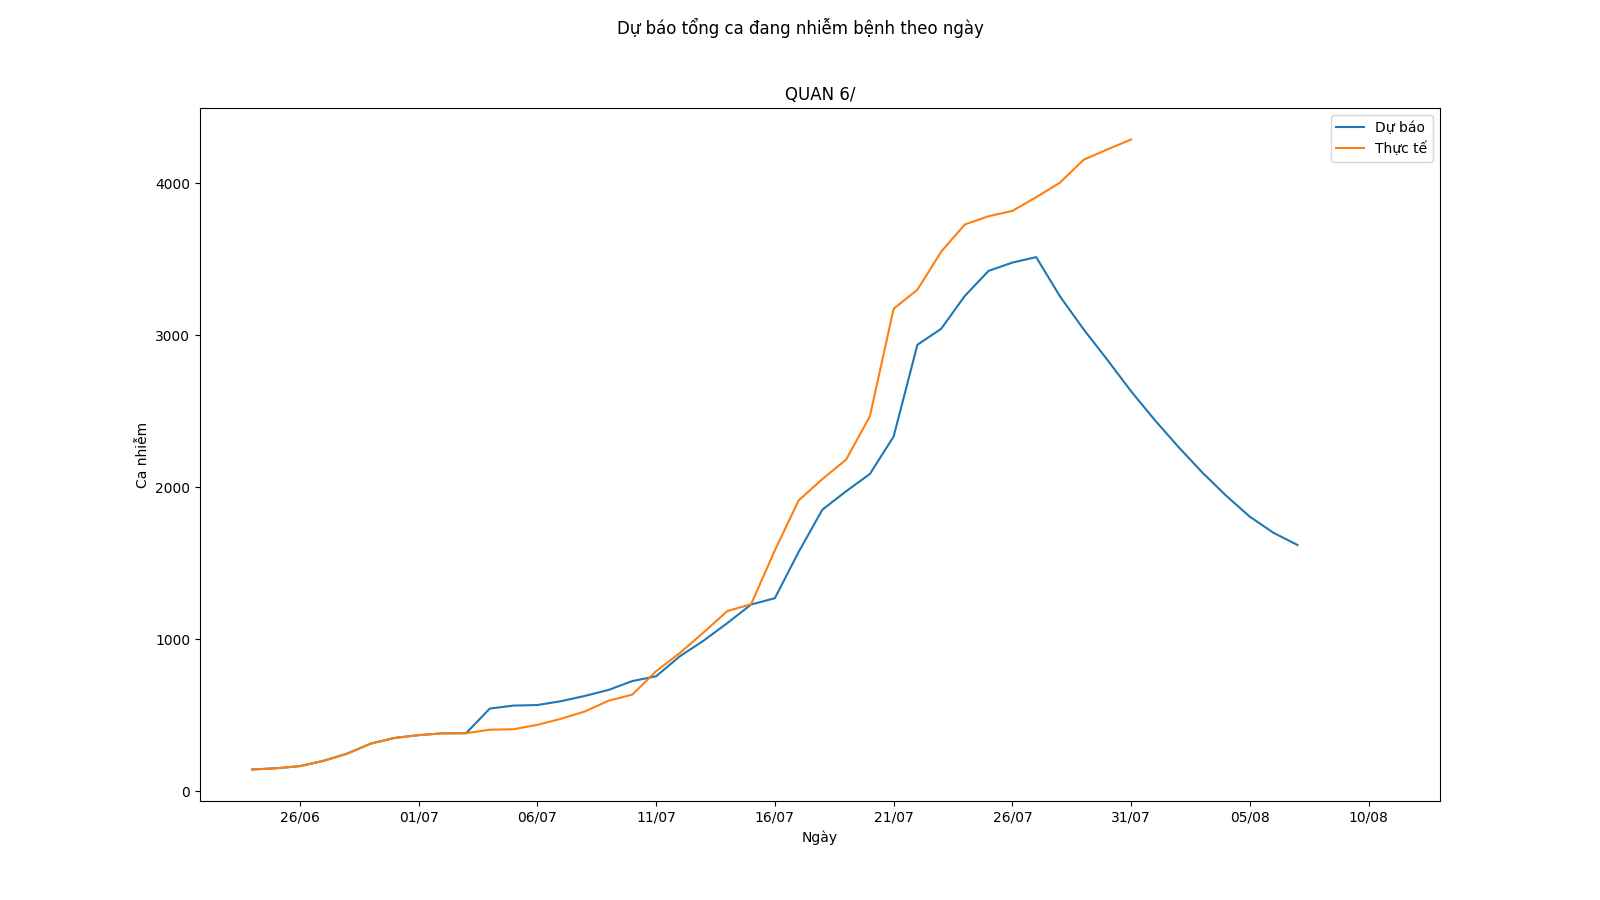 Dự báo tổng ca đang nhiễm bệnh theo ngày
QUAN 6/
Dự báo
Thực tế
4000
3000
2000
1000
0
Ca nhiễm
26/06 01/07 06/07 11/07 16/07 21/07 26/07 31/07 05/08 10/08
Ngày